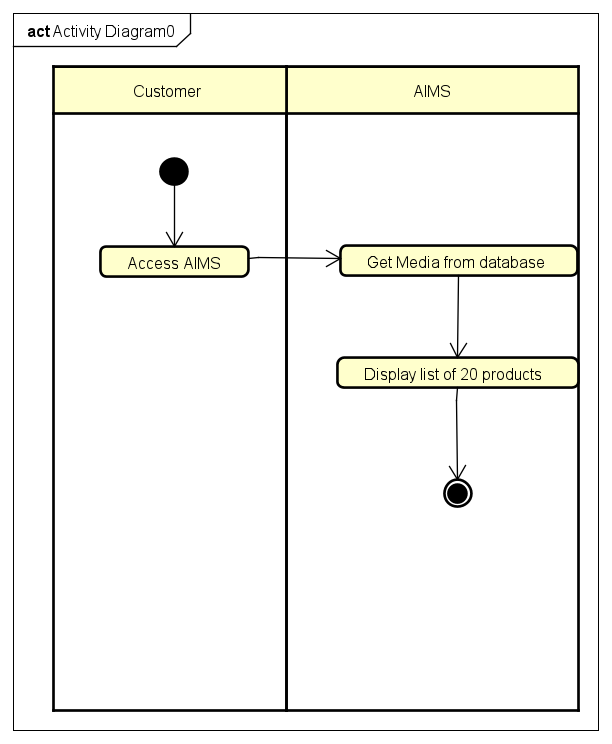 act Activity Diagram0
Customer
AIMS
Access AIMS
Get Media from database
Display list of 20 products